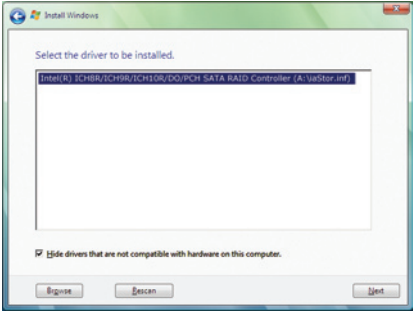 Install Windows
Select the driver to be installed.
Intel(R) ICH8R/ICH9R/ICH10R/DO/PCH SATA RAID Controller (A:\iaStor.inf)
Hide drivers that are not compatible with hardware on this computer.
Browse
Rescan
Next